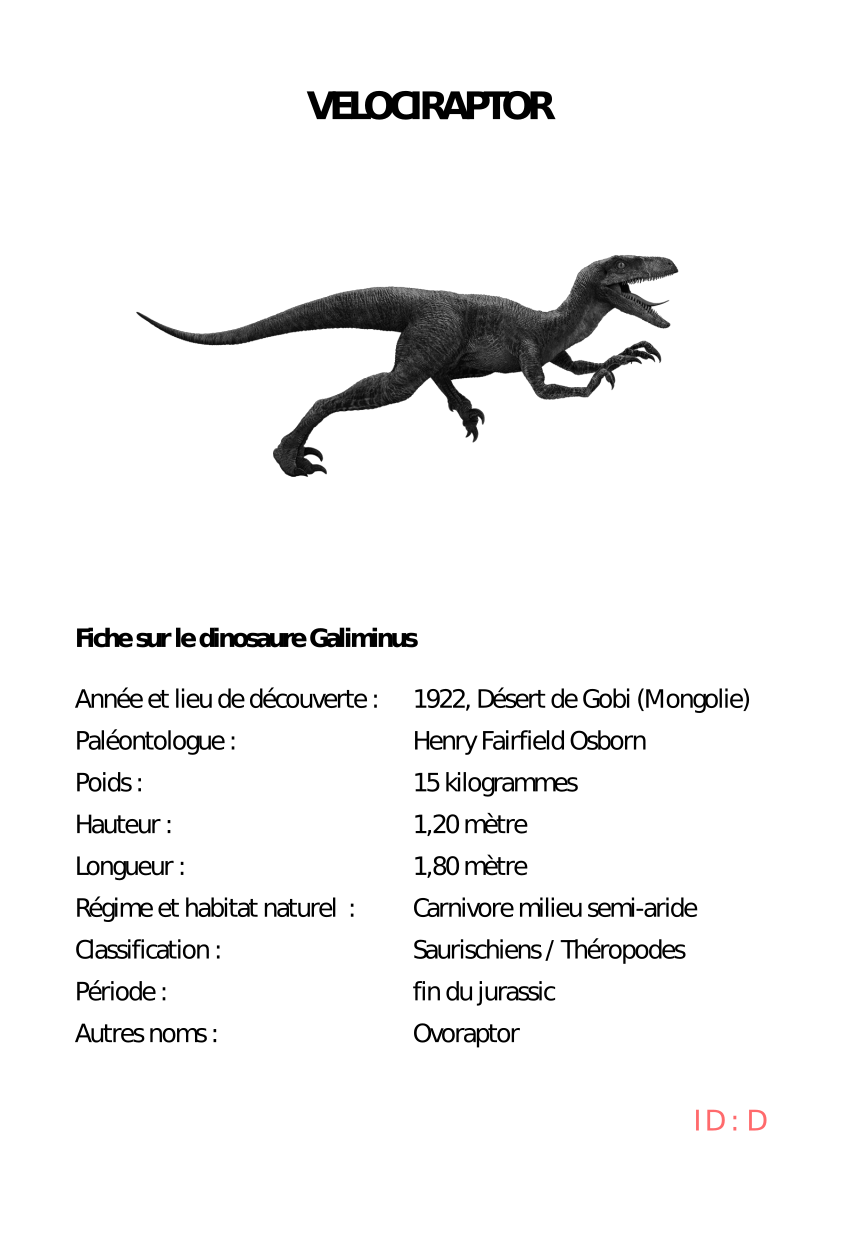 VELOCIRAPTOR
Fiche sur le dinosaure Galiminus
Année et lieu de découverte : 1922, Désert de Gobi (Mongolie)
Paléontologue : Henry Fairfield Osborn
Poids : 15 kilogrammes
Hauteur : 1,20 mètre
Longueur : 1,80 mètre
Régime et habitat naturel : Carnivore milieu semi-aride
Classification : Saurischiens / Théropodes
Période : fin du jurassic
Autres noms : Ovoraptor
ID : D